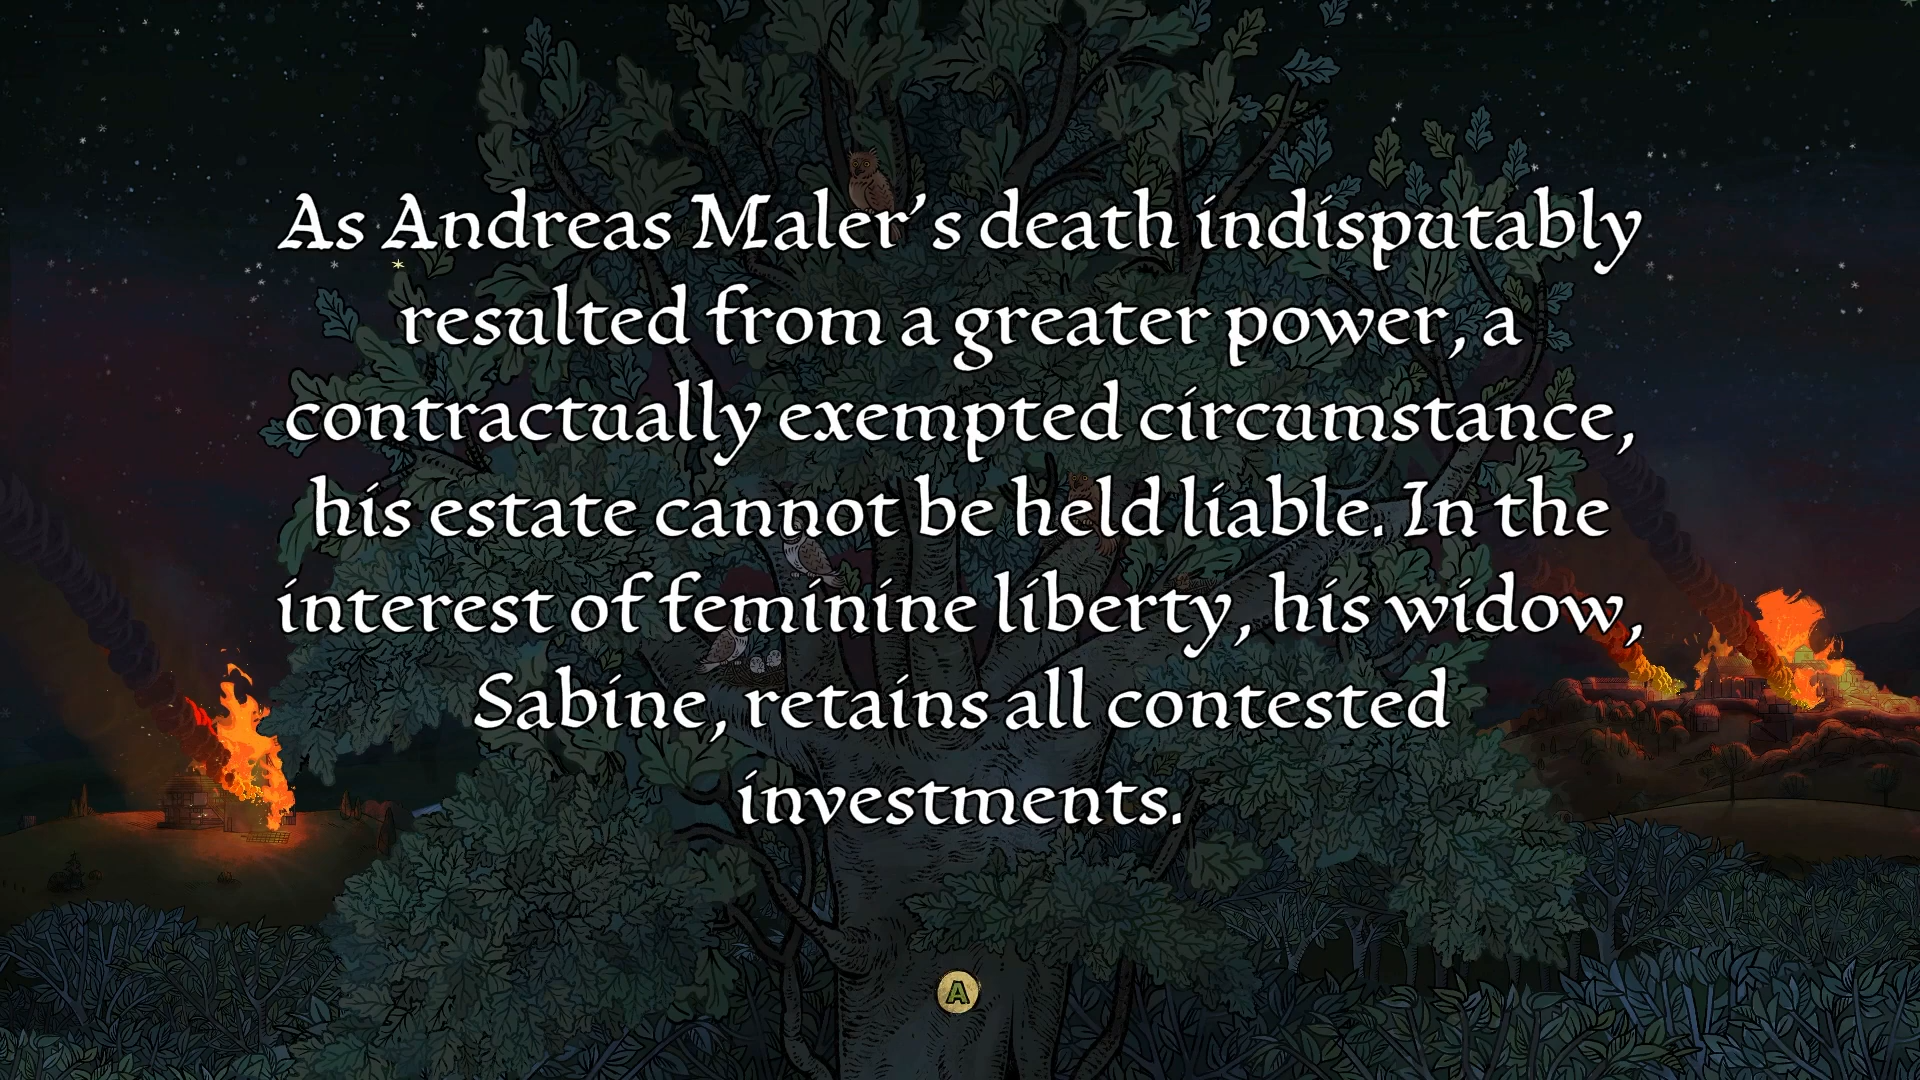 As Andreas Maler's death indisputably
resulted from a greater power, a
contractually exempted circumstance,
his estate cannot be held liable. In the
interest of feminine liberty, his widow,
Sabine, retains all contested
investments.
A